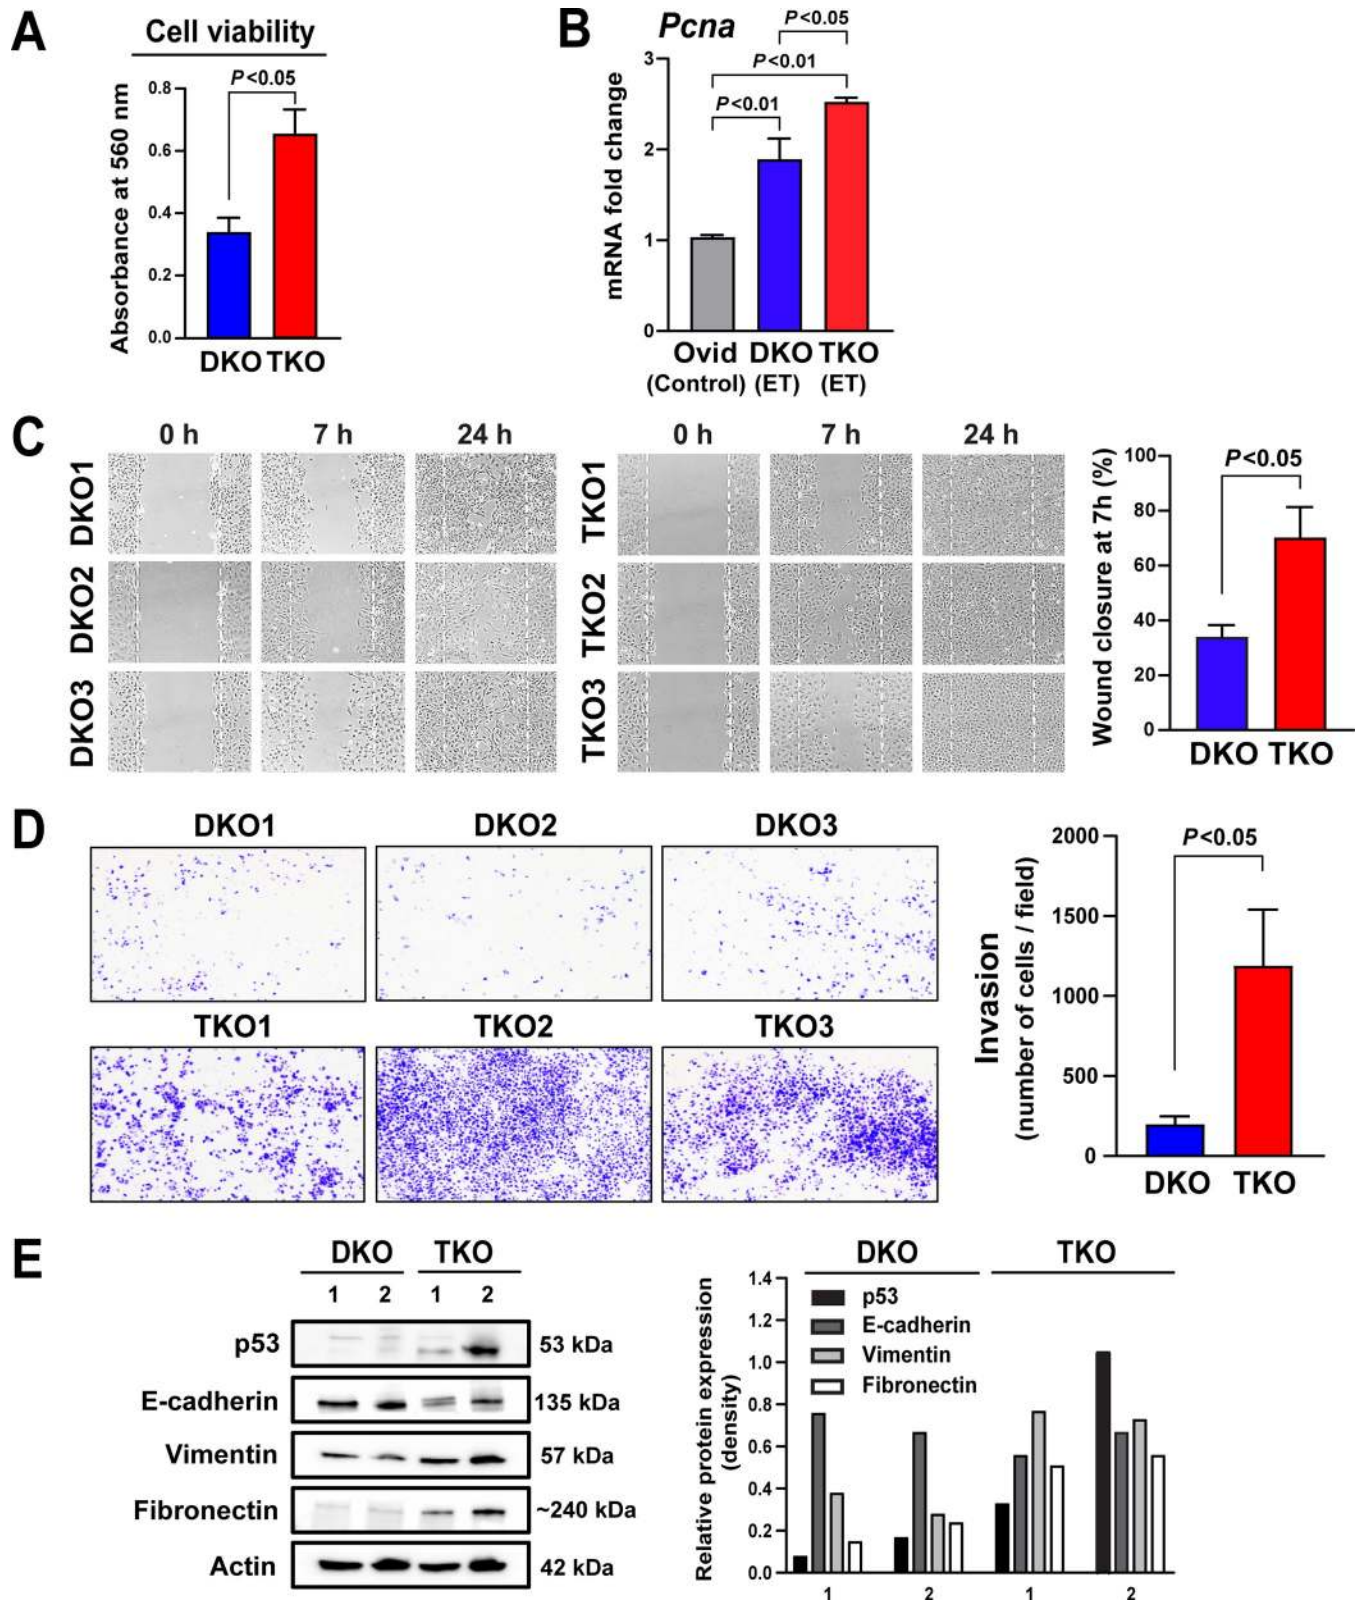 A
Cell viability
P<0.05
Absorbance at 560 nm
0.8
0.6
0.4
0.2
0.0
DKO TKO
B
Pcna
P<0.05
P<0.01
P<0.01
mRNA fold change
3
2
1
0
Ovid DKO TKO
(Control) (ET) (ET)
C
0 h 7 h 24 h
DKO1
DKO2
DKO3
0 h 7 h 24 h
TKO1
TKO2
TKO3
Wound closure at 7h (%)
100
80
60
40
20
0
P<0.05
DKO TKO
D
DKO1 DKO2 DKO3
TKO1 TKO2 TKO3
Invasion
(number of cells / field)
2000
1500
1000
500
0
P<0.05
DKO TKO
E
DKO TKO
1 2 1 2
p53 53 kDa
E-cadherin 135 kDa
Vimentin 57 kDa
Fibronectin ~240 kDa
Actin 42 kDa
DKO TKO
Relative protein expression
(density)
1.4
1.2
1.0
0.8
0.6
0.4
0.2
0.0
p53
E-cadherin
Vimentin
Fibronectin
1 2 1 2